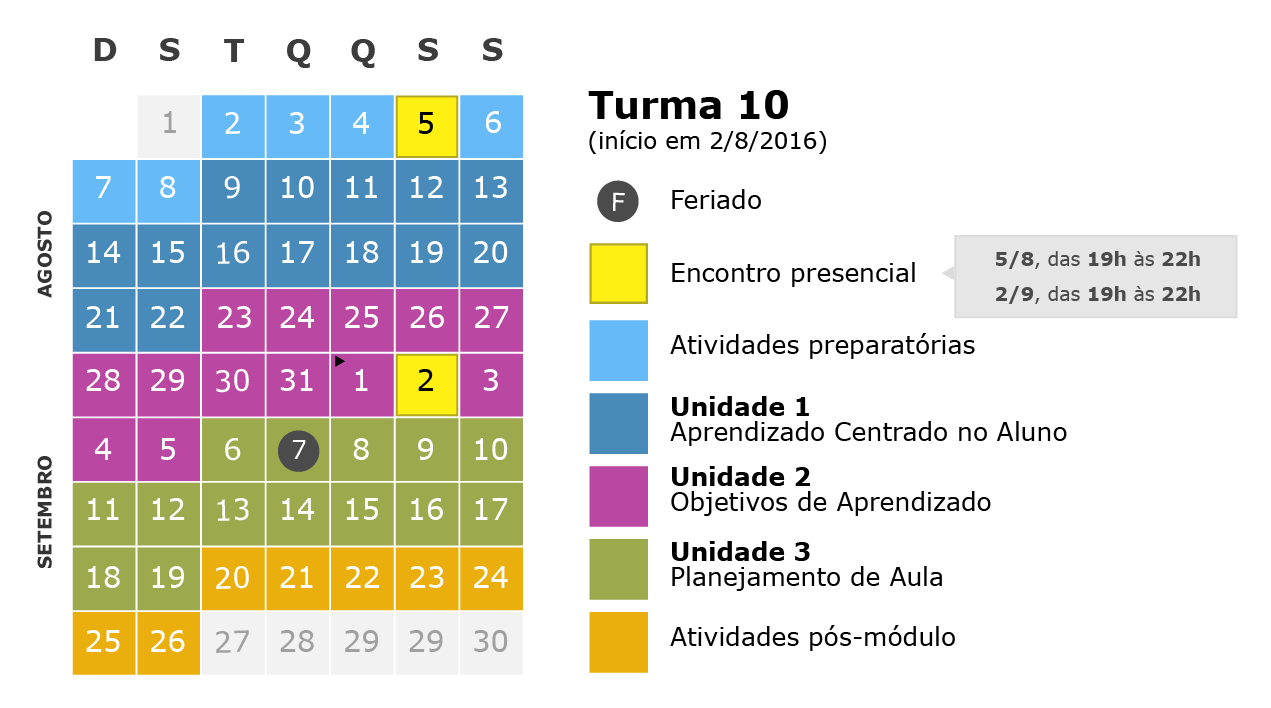 D S T Q Q S S
1 2 3 4 5 6
7 8 9 10 11 12 13
14 15 16 17 18 19 20
21 22 23 24 25 26 27
28 29 30 31 1 2 3
4 5 6 7 8 9 10
11 12 13 14 15 16 17
18 19 20 21 22 23 24
25 26 27 28 29 29 30
AGOSTO
SETEMBRO
Turma 10
(início em 2/8/2016)
F
Feriado
Encontro presencial
5/8, das 19h às 22h
2/9, das 19h às 22h
Atividades preparatórias
Unidade 1
Aprendizado Centrado no Aluno
Unidade 2
Objetivos de Aprendizado
Unidade 3
Planejamento de Aula
Atividades pós-módulo